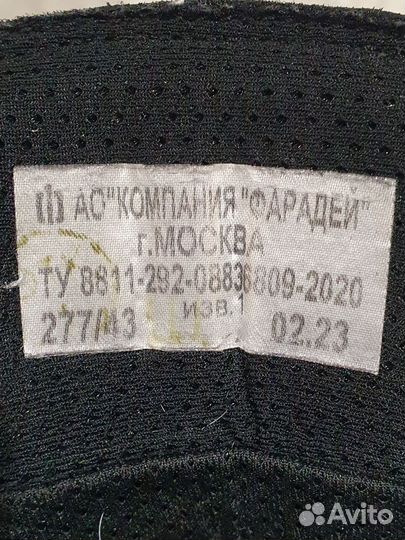 АО"КОМПАНИЯ "ФАРАДЕЙ"
г.МОСКВА
ТУ 8811-292-08836809-2020
изв.1
277/43 02.23
Avito